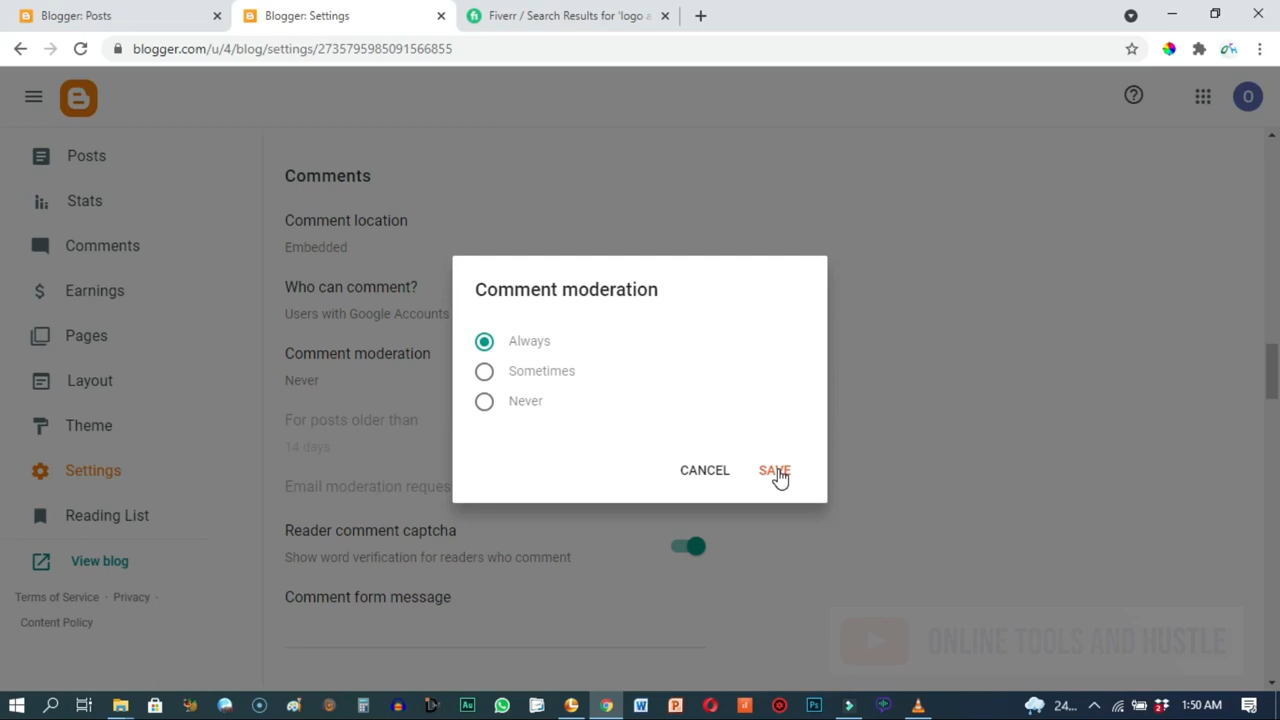 Blogger: Posts
Blogger: Settings
Fiverr / Search Results for 'logo a
blogger.com/u/4/blog/settings/2735795985091566855
O
Posts
Stats
Comments
Earnings
Pages
Layout
Theme
Settings
Reading List
View blog
Terms of Service · Privacy ·
Content Policy
Comments
Comment location
Embedded
Who can comment?
Users with Google Accounts
Comment moderation
Never
For posts older than
14 days
Email moderation reques
Reader comment captcha
Show word verification for readers who comment
Comment form message
Comment moderation
Always
Sometimes
Never
CANCEL SAVE
ONLINE TOOLS AND HUSTLE
24...
1:50 AM